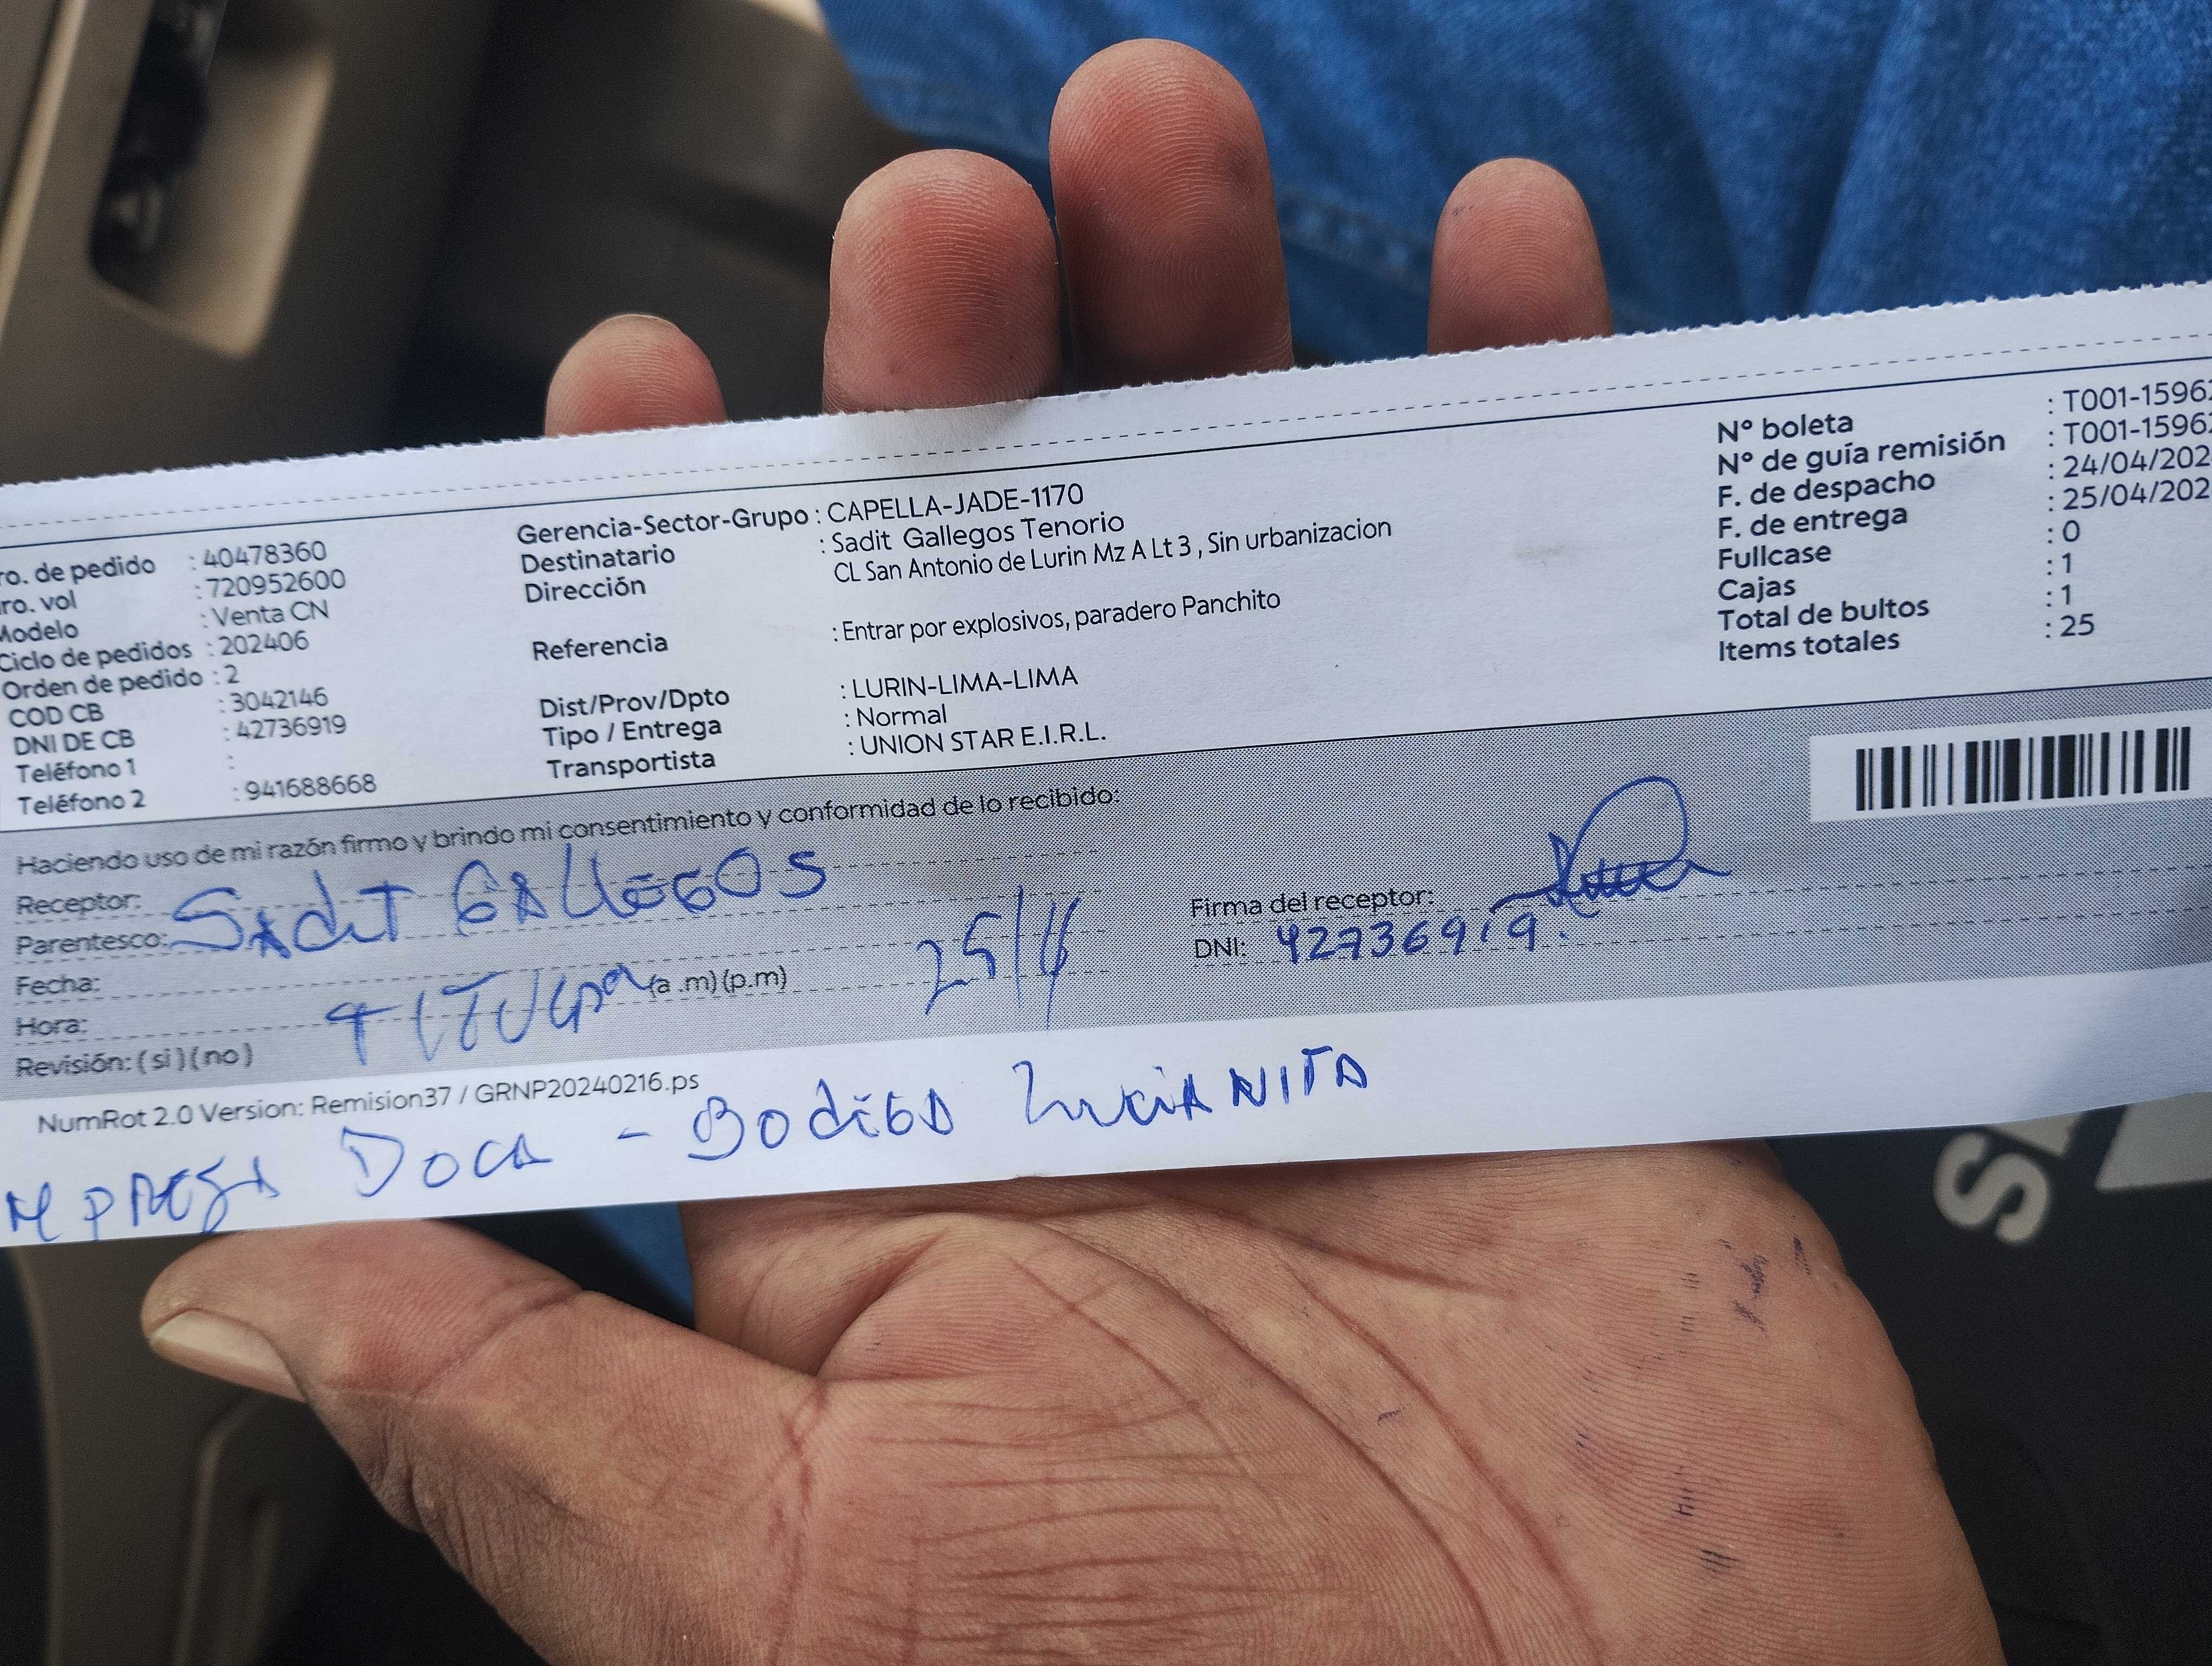 ro. de pedido : 40478360
ro. vol : 720952600
Modelo : Venta CN
Ciclo de pedidos : 202406
Orden de pedido : 2
COD CB : 3042146
DNI DE CB : 42736919
Teléfono 1 :
Teléfono 2 : 941688668
Gerencia-Sector-Grupo : CAPELLA-JADE-1170
Destinatario : Sadit Gallegos Tenorio
Dirección CL San Antonio de Lurin Mz A Lt 3 , Sin urbanizacion
Referencia : Entrar por explosivos, paradero Panchito
Dist/Prov/Dpto : LURIN-LIMA-LIMA
Tipo / Entrega : Normal
Transportista : UNION STAR E.I.R.L.
N° boleta : T001-1596
N° de guía remisión : T001-1596
F. de despacho : 24/04/202
F. de entrega : 25/04/202
Fullcase : 0
Cajas : 1
Total de bultos : 1
Items totales : 25
Haciendo uso de mi razón firmo y brindo mi consentimiento y conformidad de lo recibido:
Receptor: Sadit GAllEGOS
Parentesco:
Fecha: TITULAR 25/4
Hora: (a .m)(p.m)
Revisión: ( si ) ( no )
Firma del receptor:
DNI: 42736919.
NumRot 2.0 Version: Remision37 / GRNP20240216.ps
DOCA - BodEGA LuciANITA